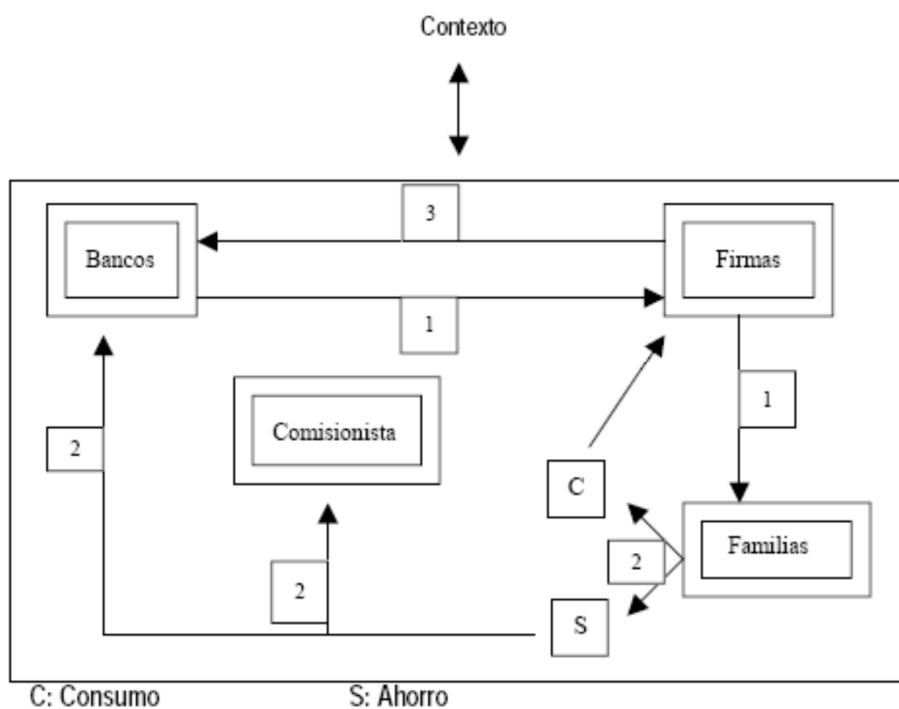 Contexto
3
Bancos
Firmas
1
1
Comisionista
2
C
Familias
2
2
S
C: Consumo
S: Ahorro